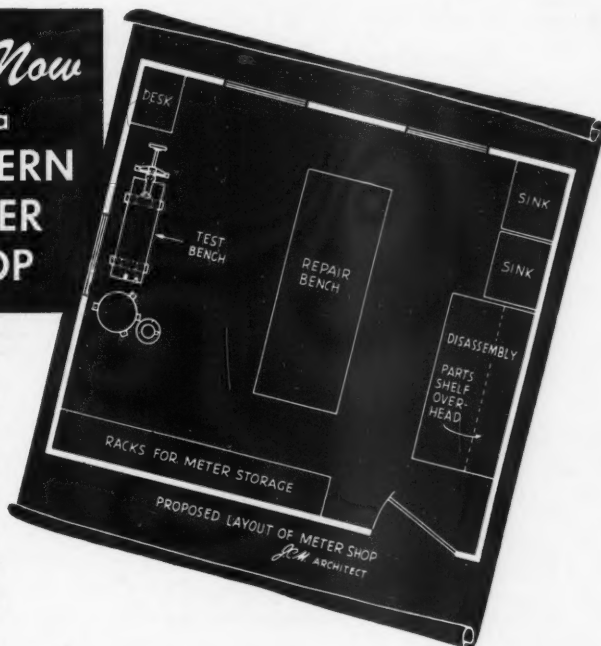 Now
a
ERN
ER
OP
DESK
TEST
BENCH
REPAIR
BENCH
SINK
SINK
DISASSEMBLY
PARTS
SHELF
OVER-
HEAD
RACKS FOR METER STORAGE
PROPOSED LAYOUT OF METER SHOP
JCM ARCHITECT